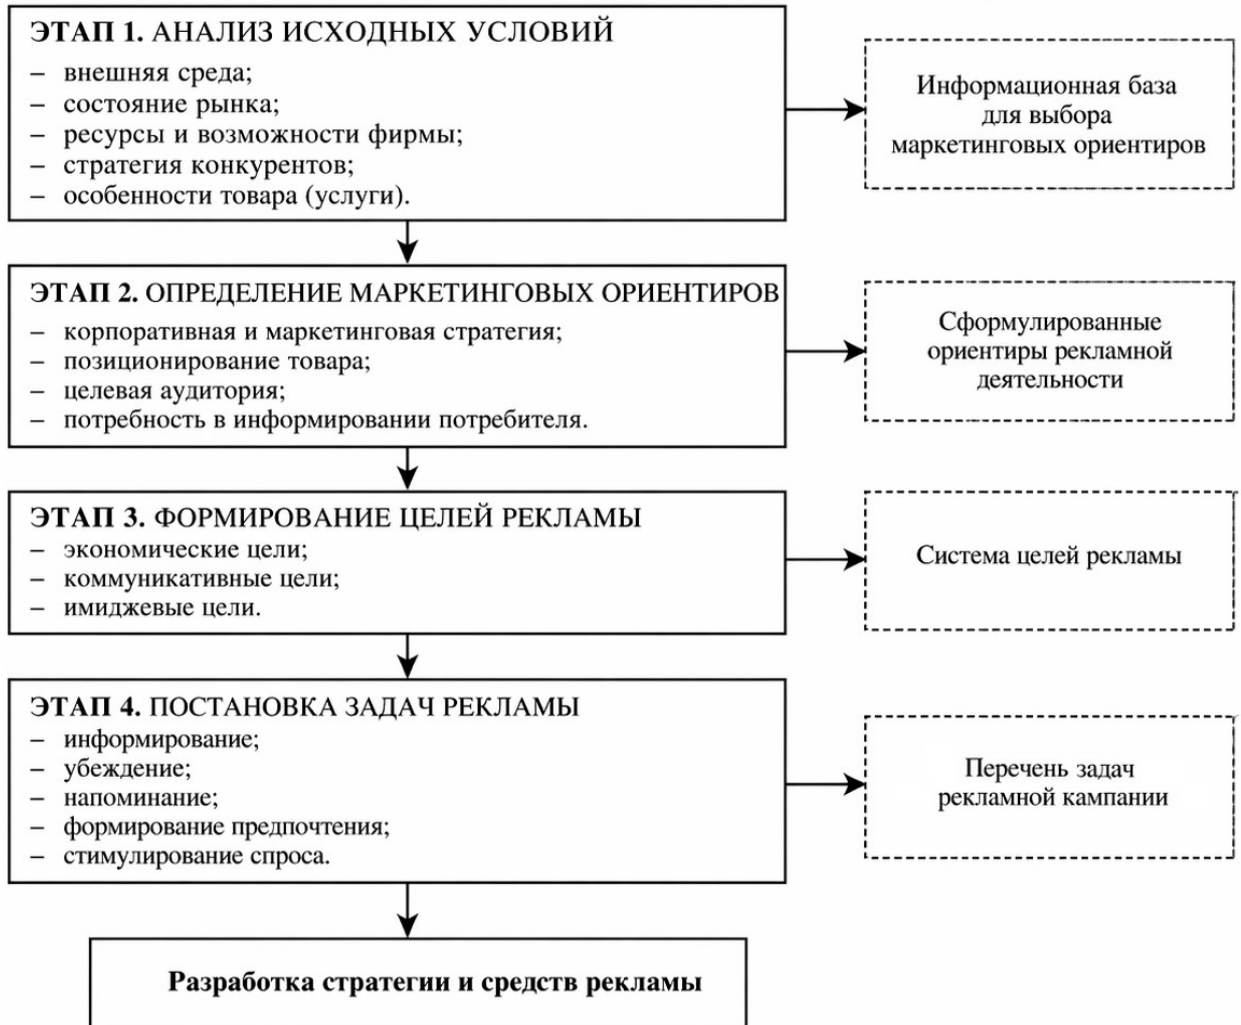 ЭТАП 1. АНАЛИЗ ИСХОДНЫХ УСЛОВИЙ
– внешняя среда;
– состояние рынка;
– ресурсы и возможности фирмы;
– стратегия конкурентов;
– особенности товара (услуги).
Информационная база
для выбора
маркетинговых ориентиров
ЭТАП 2. ОПРЕДЕЛЕНИЕ МАРКЕТИНГОВЫХ ОРИЕНТИРОВ
– корпоративная и маркетинговая стратегия;
– позиционирование товара;
– целевая аудитория;
– потребность в информировании потребителя.
Сформулированные
ориентиры рекламной
деятельности
ЭТАП 3. ФОРМИРОВАНИЕ ЦЕЛЕЙ РЕКЛАМЫ
– экономические цели;
– коммуникативные цели;
– имиджевые цели.
Система целей рекламы
ЭТАП 4. ПОСТАНОВКА ЗАДАЧ РЕКЛАМЫ
– информирование;
– убеждение;
– напоминание;
– формирование предпочтения;
– стимулирование спроса.
Перечень задач
рекламной кампании
Разработка стратегии и средств рекламы